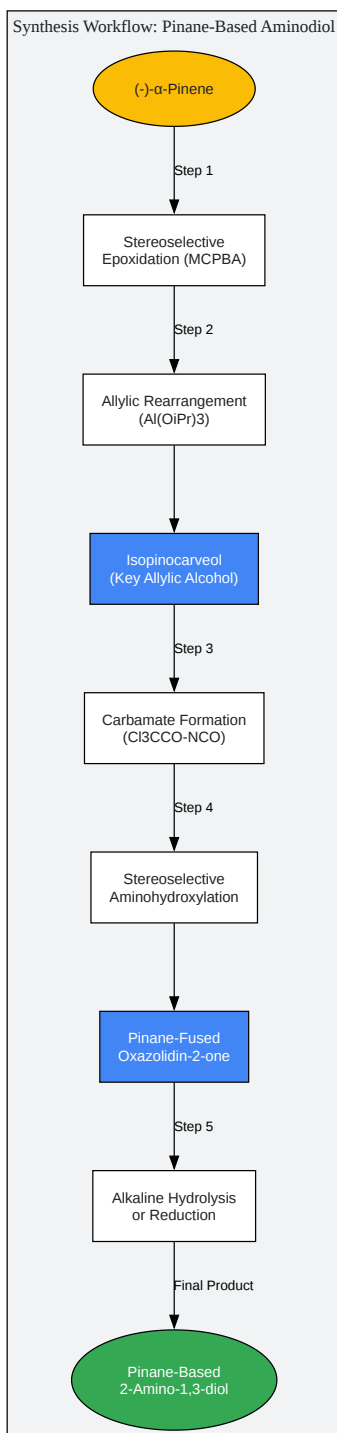 Synthesis Workflow: Pinane-Based Aminodiol
(-)-α-Pinene
Step 1
Stereoselective
Epoxidation (MCPBA)
Step 2
Allylic Rearrangement
(Al(OiPr)3)
Isopinocarveol
(Key Allylic Alcohol)
Step 3
Carbamate Formation
(Cl3CCO-NCO)
Step 4
Stereoselective
Aminohydroxylation
Pinane-Fused
Oxazolidin-2-one
Step 5
Alkaline Hydrolysis
or Reduction
Final Product
Pinane-Based
2-Amino-1,3-diol